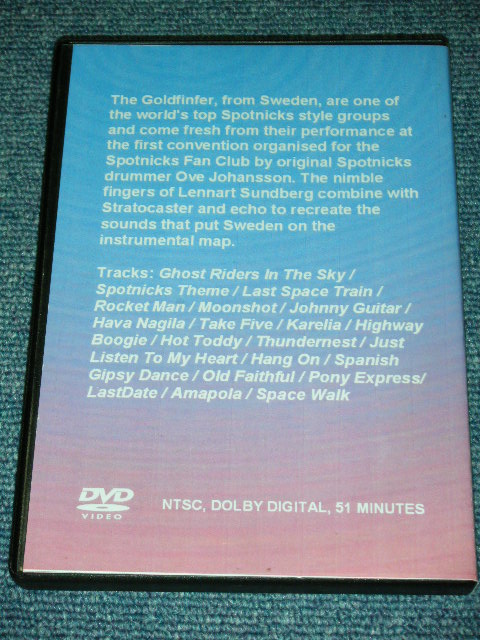 The Goldfinfer, from Sweden, are one of
the world's top Spotnicks style groups
and come fresh from their performance at
the first convention organised for the
Spotnicks Fan Club by original Spotnicks
drummer Ove Johansson. The nimble
fingers of Lennart Sundberg combine with
Stratocaster and echo to recreate the
sounds that put Sweden on the
instrumental map.
Tracks: Ghost Riders In The Sky /
Spotnicks Theme / Last Space Train /
Rocket Man / Moonshot / Johnny Guitar /
Hava Nagila / Take Five / Karelia / Highway
Boogie / Hot Toddy / Thundernest / Just
Listen To My Heart / Hang On / Spanish
Gipsy Dance / Old Faithful / Pony Express/
LastDate / Amapola / Space Walk
DVD
VIDEO
NTSC, DOLBY DIGITAL, 51 MINUTES